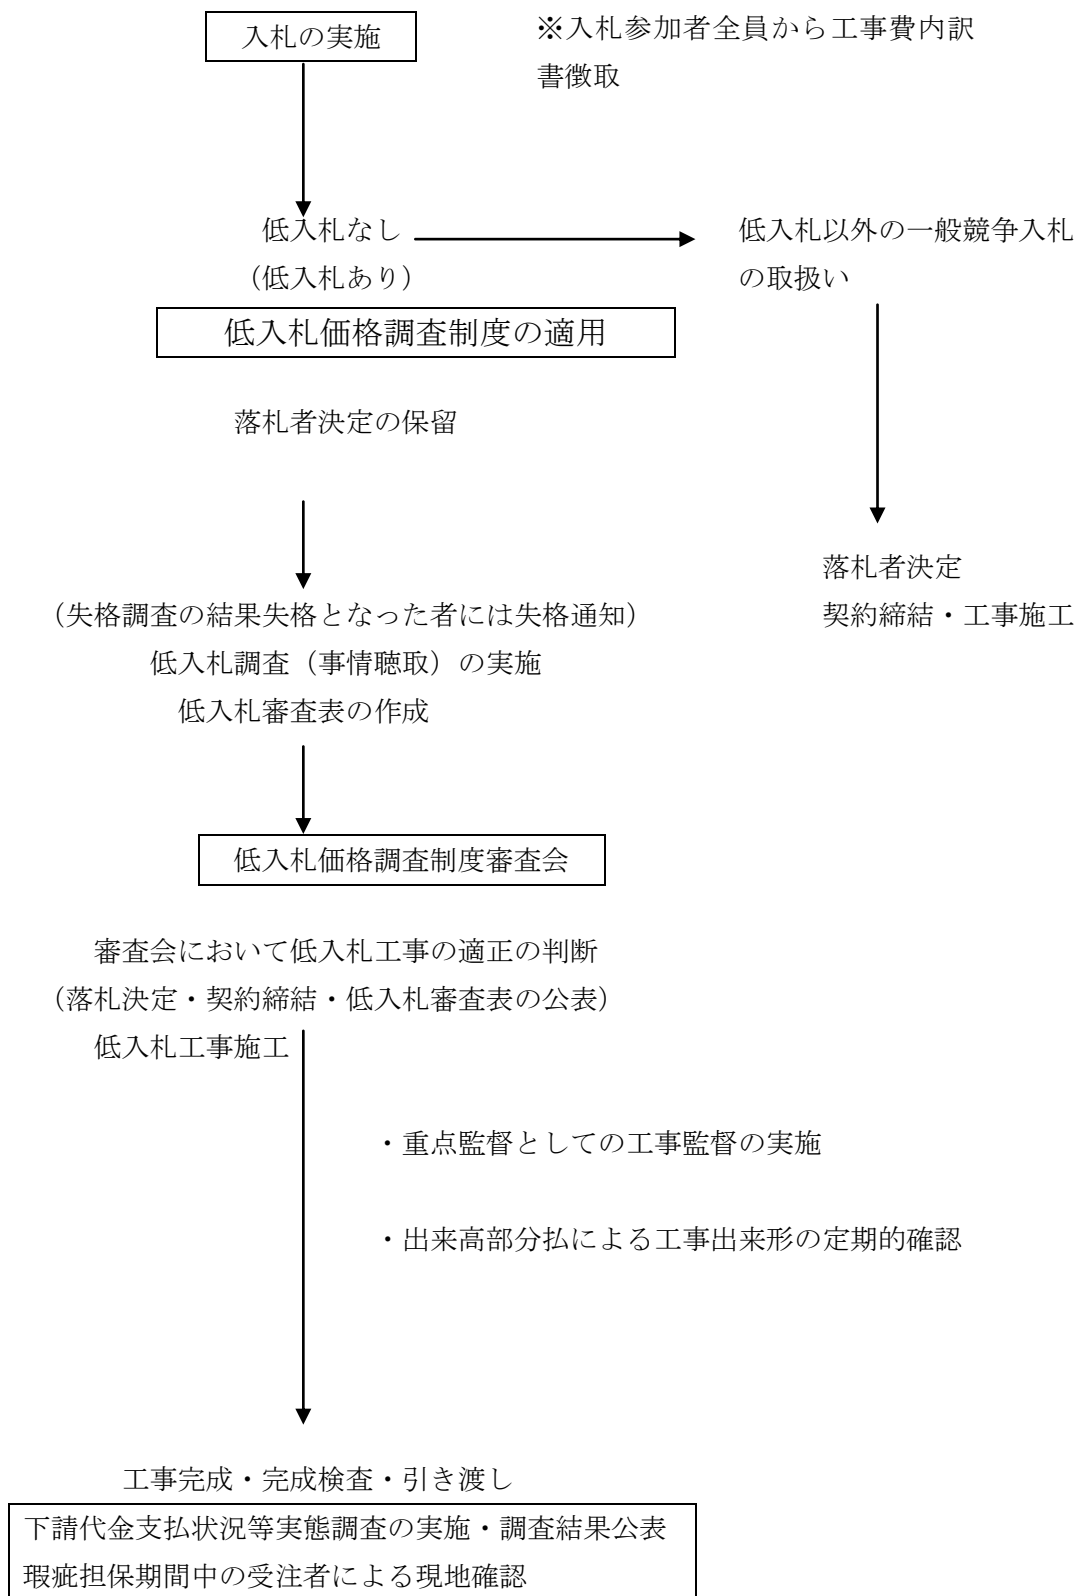 入札の実施
※入札参加者全員から工事費内訳
書徴取
低入札なし
低入札以外の一般競争入札
（低入札あり）
の取扱い
低入札価格調査制度の適用
落札者決定の保留
落札者決定
（失格調査の結果失格となった者には失格通知）
契約締結・工事施工
低入札調査（事情聴取）の実施
低入札審査表の作成
低入札価格調査制度審査会
審査会において低入札工事の適正の判断
（落札決定・契約締結・低入札審査表の公表）
低入札工事施工
・重点監督としての工事監督の実施
・出来高部分払による工事出来形の定期的確認
工事完成・完成検査・引き渡し
下請代金支払状況等実態調査の実施・調査結果公表
瑕疵担保期間中の受注者による現地確認